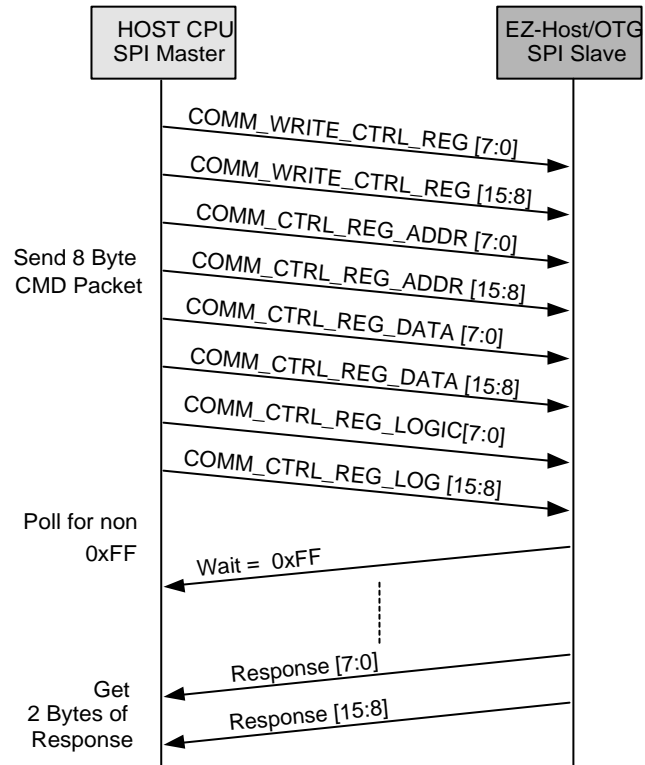 HOST CPU
SPI Master
EZ-Host/OTG
SPI Slave
COMM_WRITE_CTRL_REG [7:0]
COMM_WRITE_CTRL_REG [15:8]
COMM_CTRL_REG_ADDR [7:0]
Send 8 Byte
CMD Packet
COMM_CTRL_REG_ADDR [15:8]
COMM_CTRL_REG_DATA [7:0]
COMM_CTRL_REG_DATA [15:8]
COMM_CTRL_REG_LOGIC[7:0]
COMM_CTRL_REG_LOG [15:8]
Poll for non
0xFF
Wait = 0xFF
Response [7:0]
Get
2 Bytes of
Response
Response [15:8]